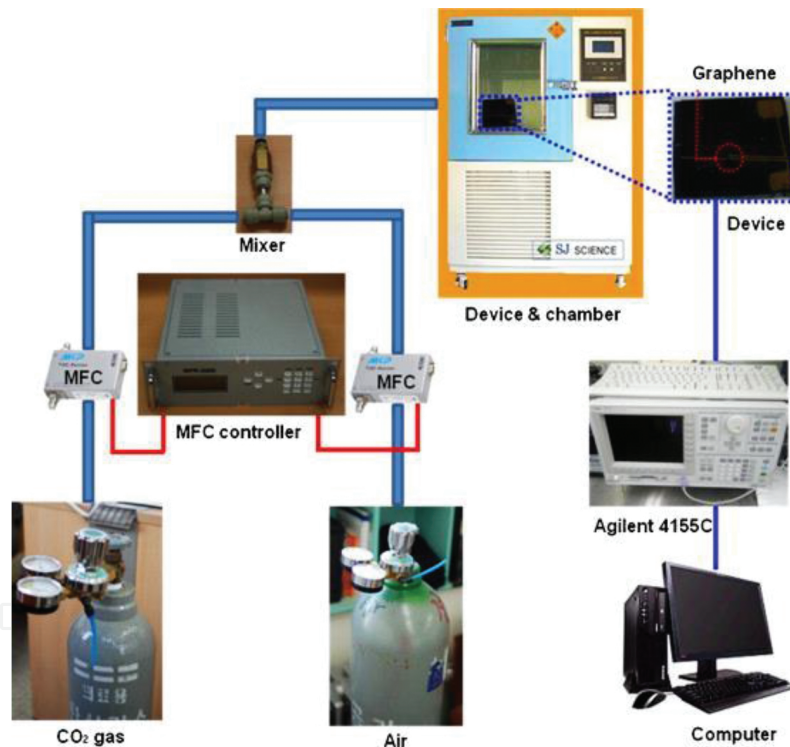 Graphene
Device
SJ SCIENCE
Device & chamber
Mixer
MFC
MFC
MFC controller
Agilent 4155C
CO₂ gas
Air
Computer